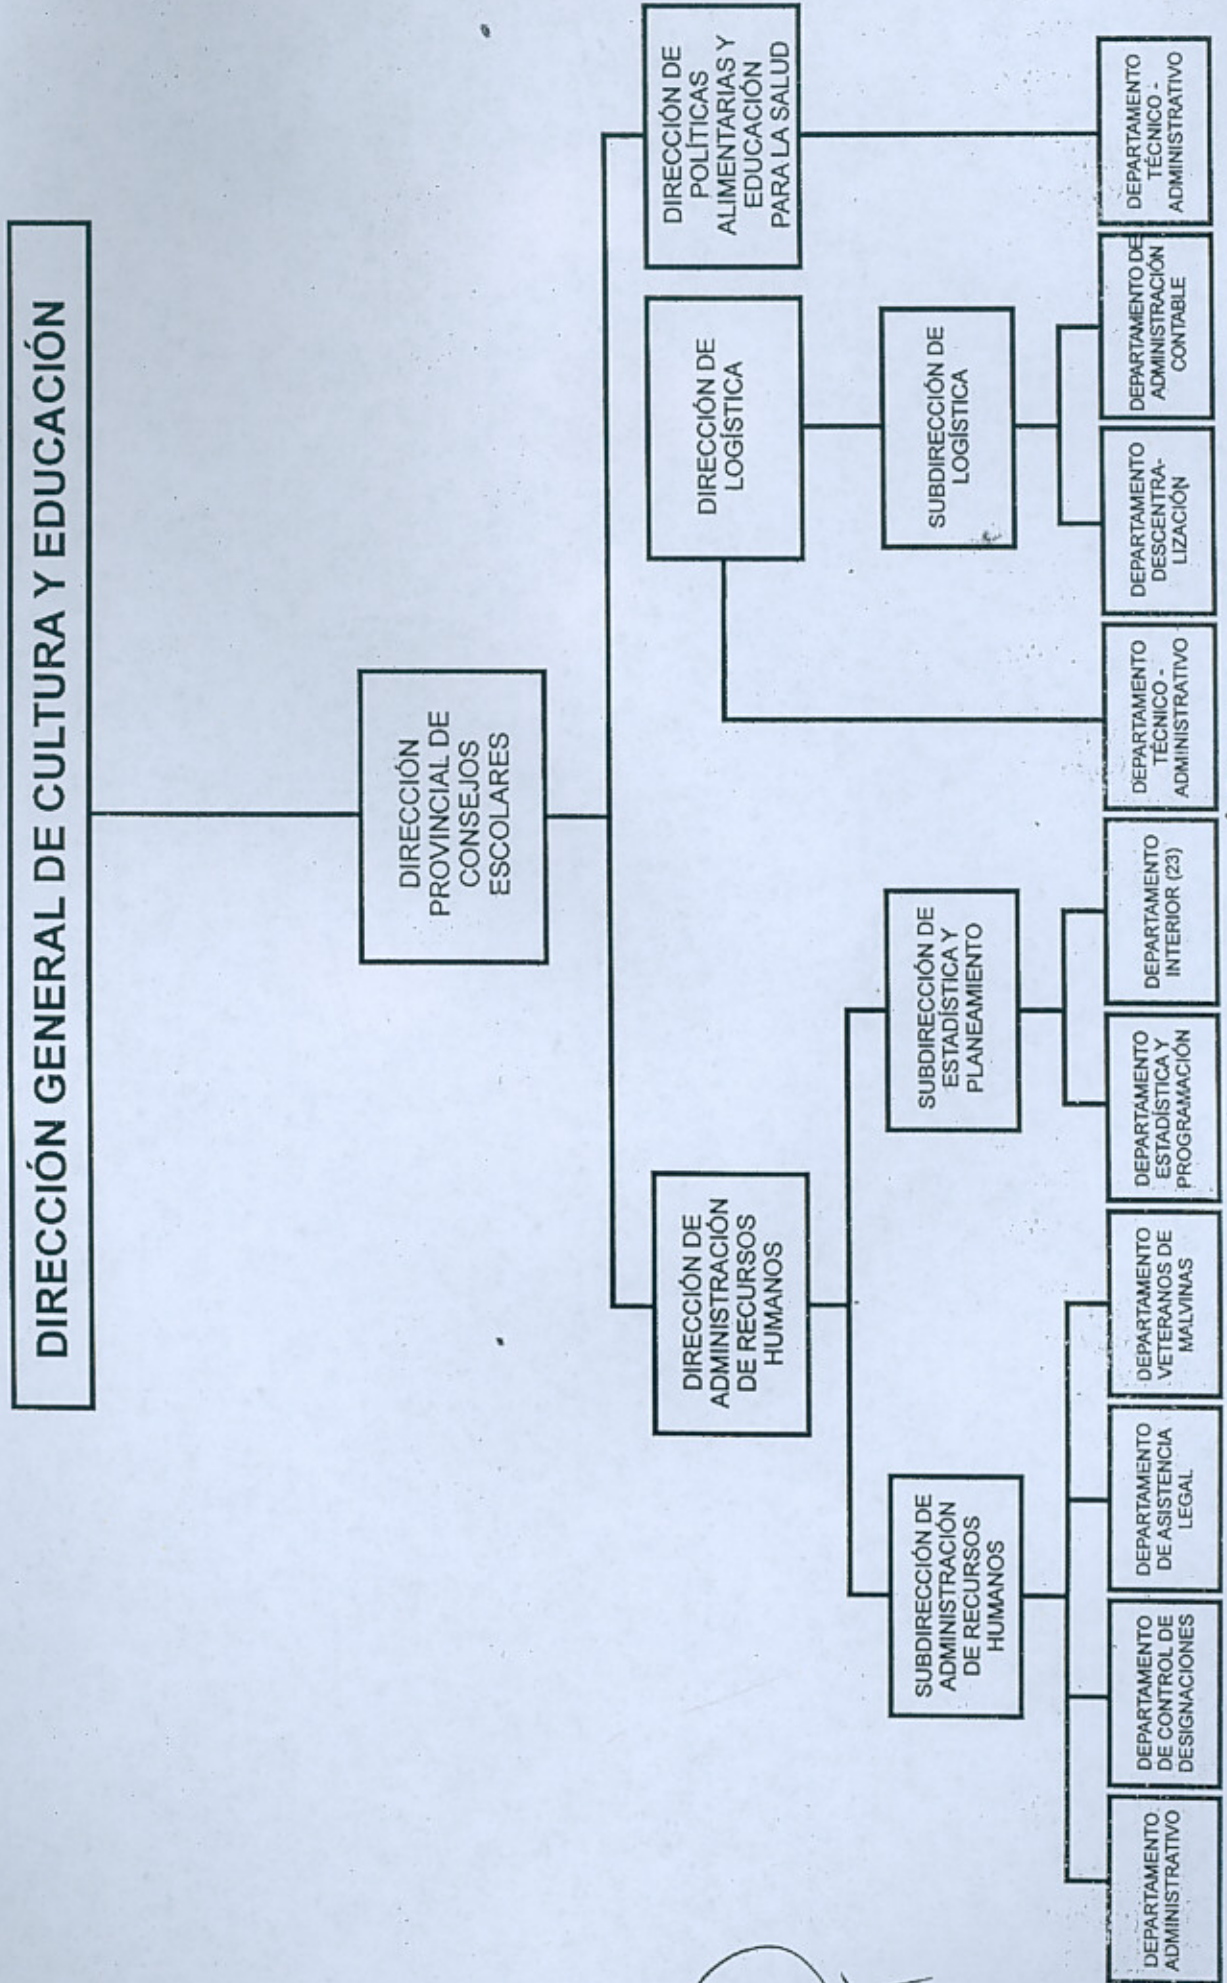 DIRECCIÓN GENERAL DE CULTURA Y EDUCACIÓN
DIRECCIÓN
PROVINCIAL DE
CONSEJOS
ESCOLARES
DIRECCIÓN DE
ADMINISTRACIÓN
DE RECURSOS
HUMANOS
DIRECCIÓN DE
LOGÍSTICA
DIRECCIÓN DE
POLÍTICAS
ALIMENTARIAS Y
EDUCACIÓN
PARA LA SALUD
SUBDIRECCIÓN DE
ADMINISTRACIÓN
DE RECURSOS
HUMANOS
SUBDIRECCIÓN DE
ESTADÍSTICA Y
PLANEAMIENTO
SUBDIRECCIÓN DE
LOGÍSTICA
DEPARTAMENTO
ADMINISTRATIVO
DEPARTAMENTO
DE CONTROL DE
DESIGNACIONES
DEPARTAMENTO
DE ASISTENCIA
LEGAL
DEPARTAMENTO
VETERANOS DE
MALVINAS
DEPARTAMENTO
ESTADÍSTICA Y
PROGRAMACIÓN
DEPARTAMENTO
INTERIOR (23)
DEPARTAMENTO
TÉCNICO -
ADMINISTRATIVO
DEPARTAMENTO
DESCENTRA-
LIZACIÓN
DEPARTAMENTO DE
ADMINISTRACIÓN
CONTABLE
DEPARTAMENTO
TÉCNICO -
ADMINISTRATIVO